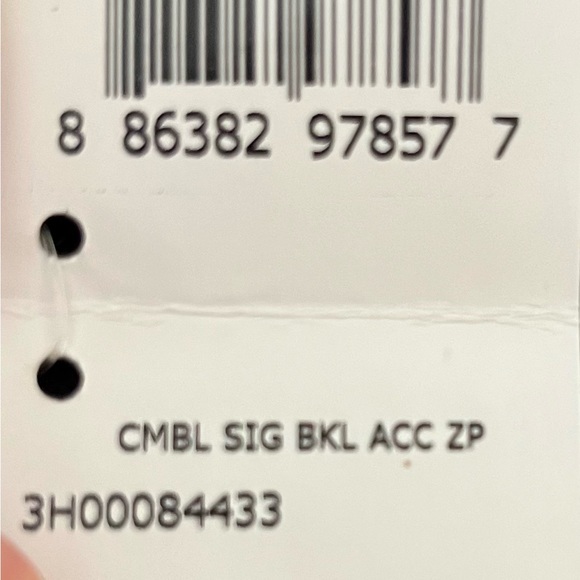 8 86382 97857 7
CMBL SIG BKL ACC ZP
3H00084433